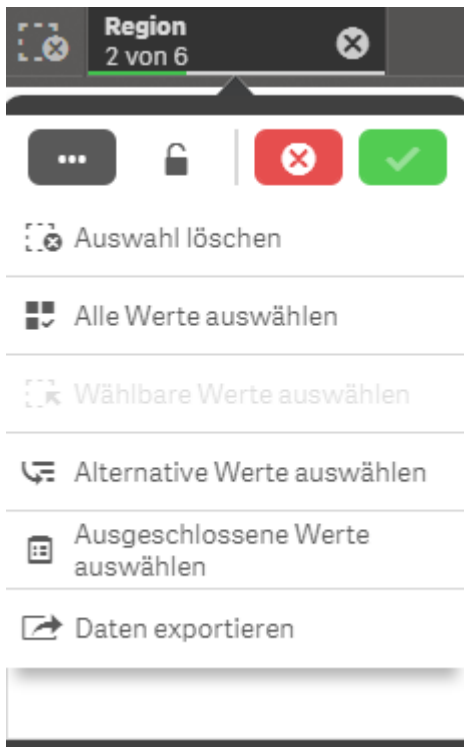 Region
2 von 6
Auswahl löschen
Alle Werte auswählen
Wählbare Werte auswählen
Alternative Werte auswählen
Ausgeschlossene Werte
auswählen
Daten exportieren